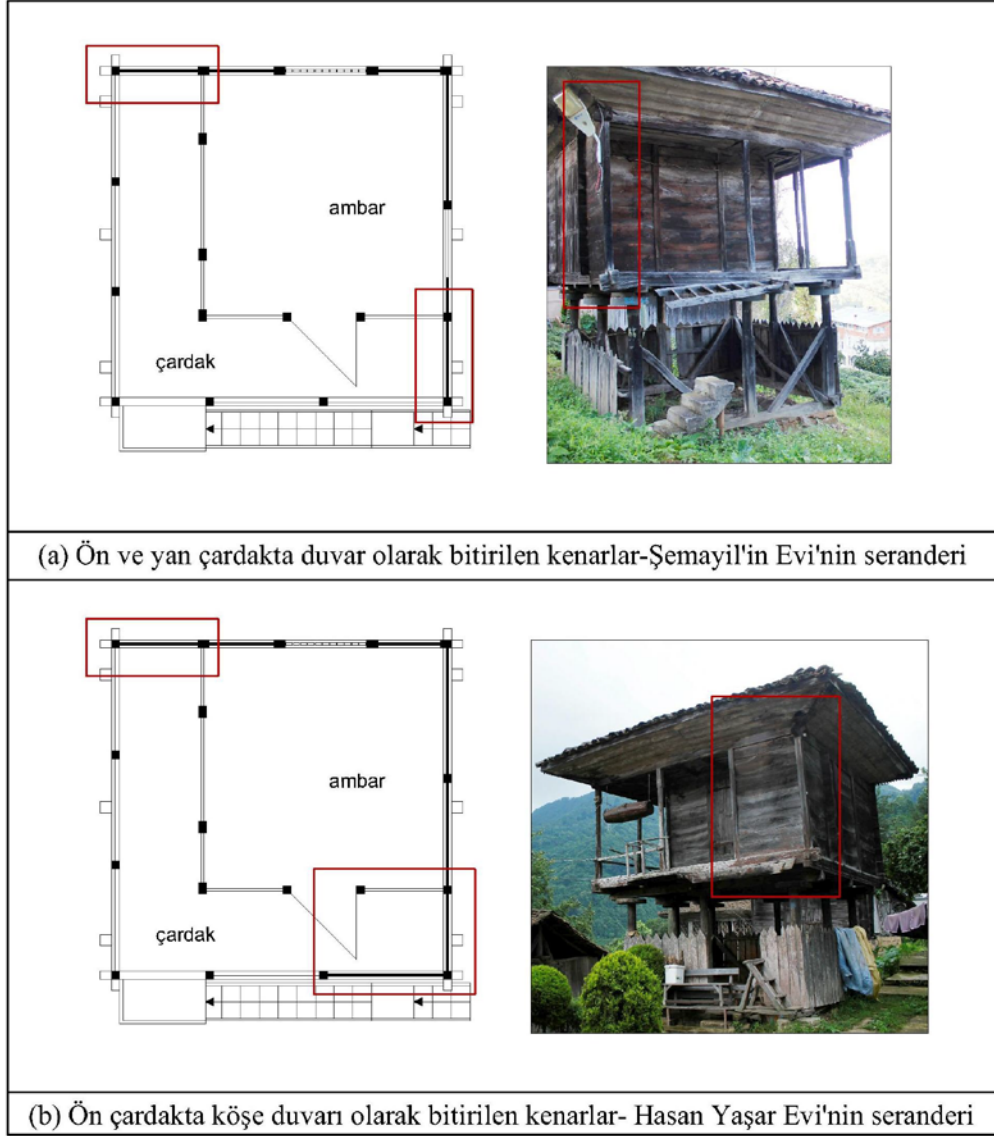 ambar
çardak
(a) Ön ve yan çardakta duvar olarak bitirilen kenarlar-Şemayil'in Evi'nin seranderi
ambar
çardak
(b) Ön çardakta köşe duvarı olarak bitirilen kenarlar- Hasan Yaşar Evi'nin seranderi